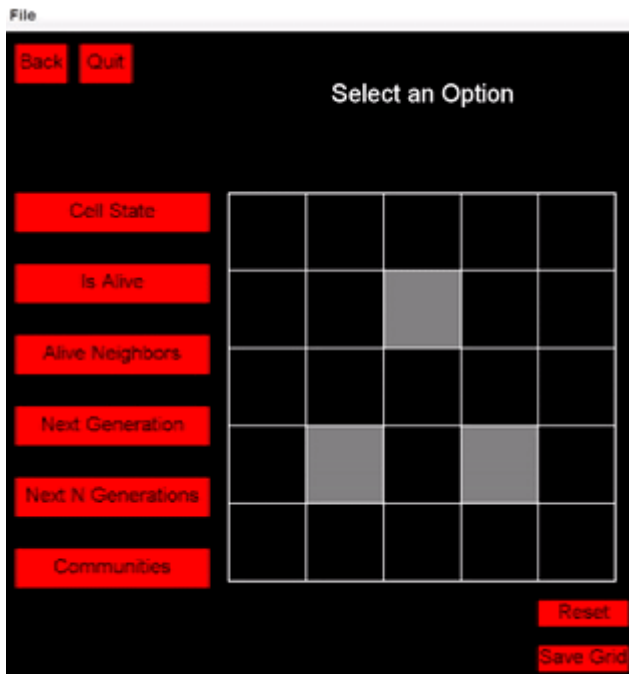 File
Back Quit
Select an Option
Cell State
Is Alive
Alive Neighbors
Next Generation
Next N Generations
Communities
Reset
Save Grid